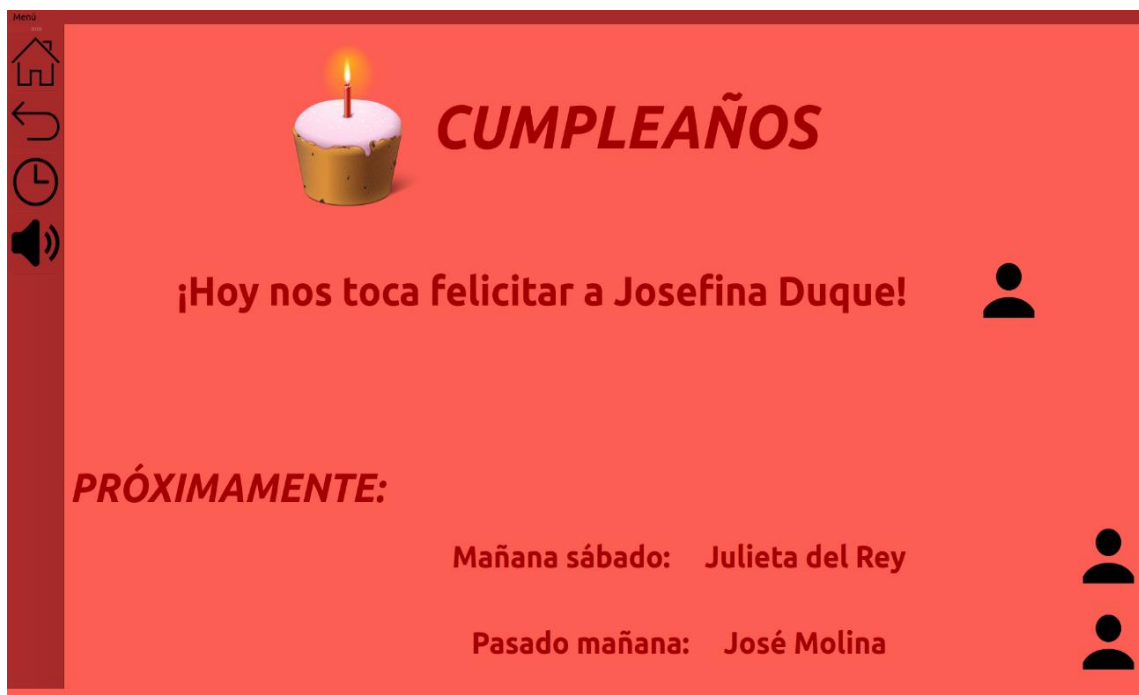 Menú
CUMPLEAÑOS
¡Hoy nos toca felicitar a Josefina Duque!
PRÓXIMAMENTE:
Mañana sábado: Julieta del Rey
Pasado mañana: José Molina